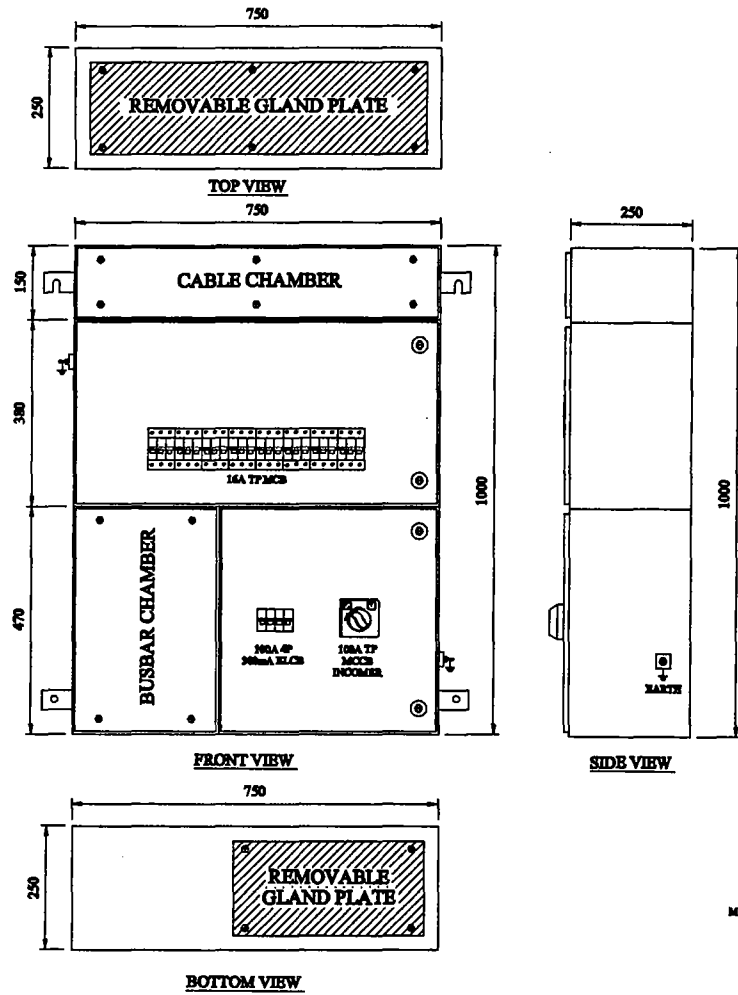 750
250
REMOVABLE GLAND PLATE
TOP VIEW
750
250
150
CABLE CHAMBER
380
16A TP MCB
1000
1000
470
BUSBAR CHAMBER
100A 4P
300mA ELCB
100A TP
MCCB
INCOMER
EARTH
FRONT VIEW
SIDE VIEW
750
250
REMOVABLE
GLAND PLATE
M
BOTTOM VIEW